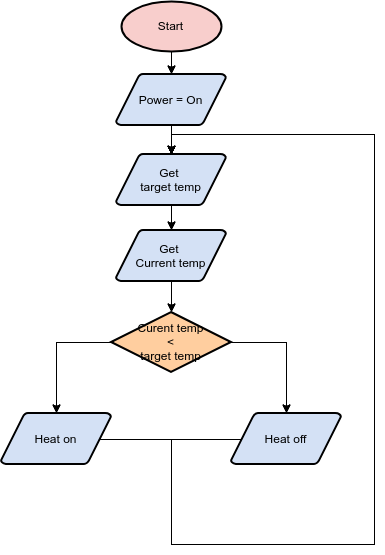 Start
Power = On
Get
target temp
Get
Current temp
Curent temp
<
target temp
Heat on
Heat off